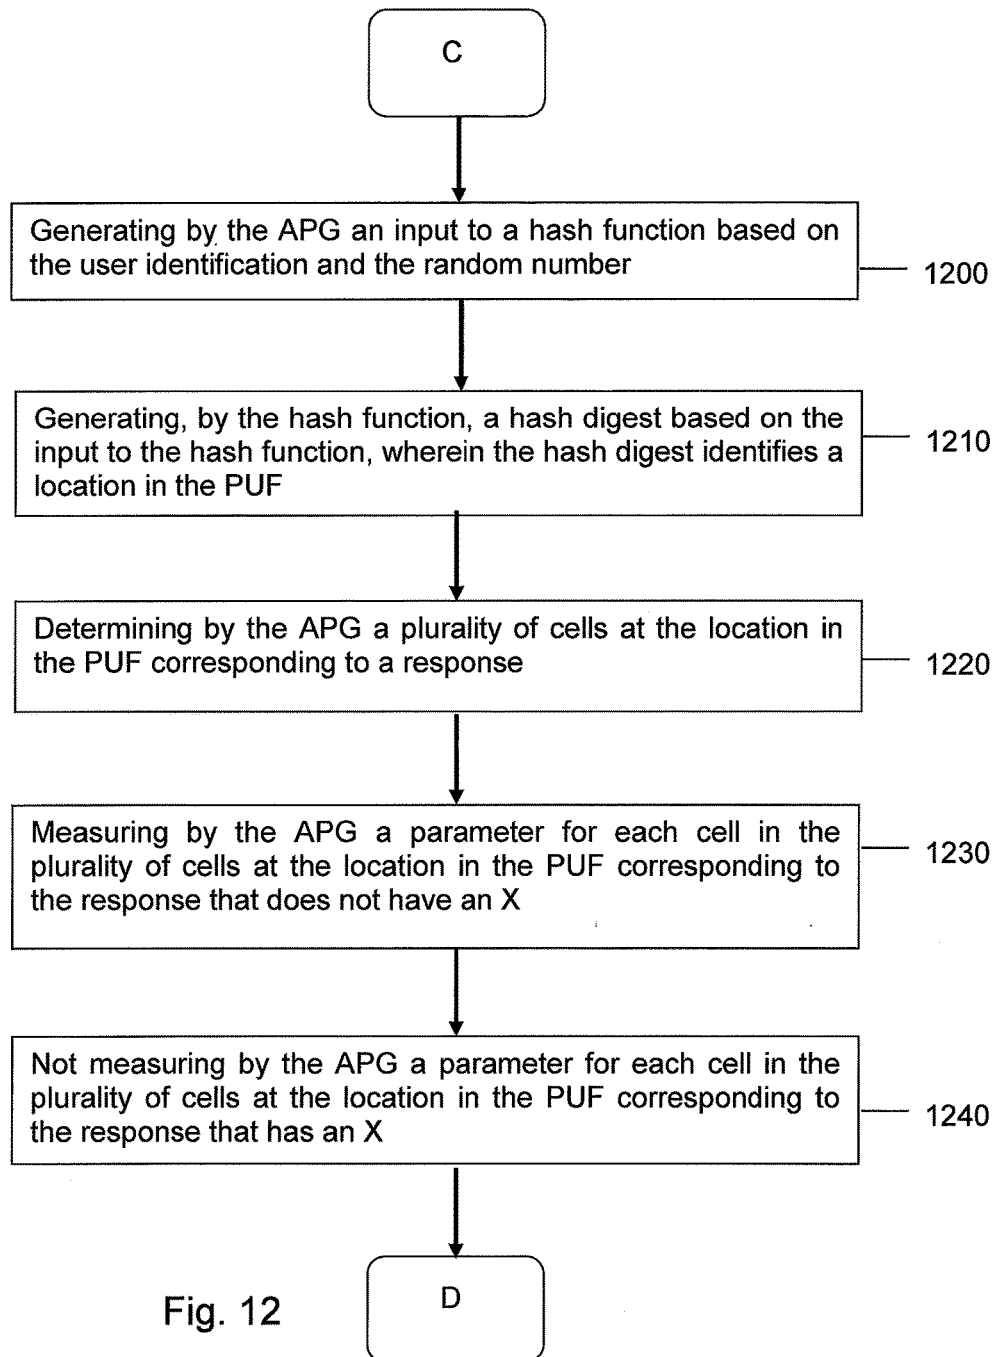 C
Generating by the APG an input to a hash function based on
the user identification and the random number
1200
Generating, by the hash function, a hash digest based on the
input to the hash function, wherein the hash digest identifies a
location in the PUF
1210
Determining by the APG a plurality of cells at the location in
the PUF corresponding to a response
1220
Measuring by the APG a parameter for each cell in the
plurality of cells at the location in the PUF corresponding to
the response that does not have an X
1230
Not measuring by the APG a parameter for each cell in the
plurality of cells at the location in the PUF corresponding to
the response that has an X
1240
D
Fig. 12